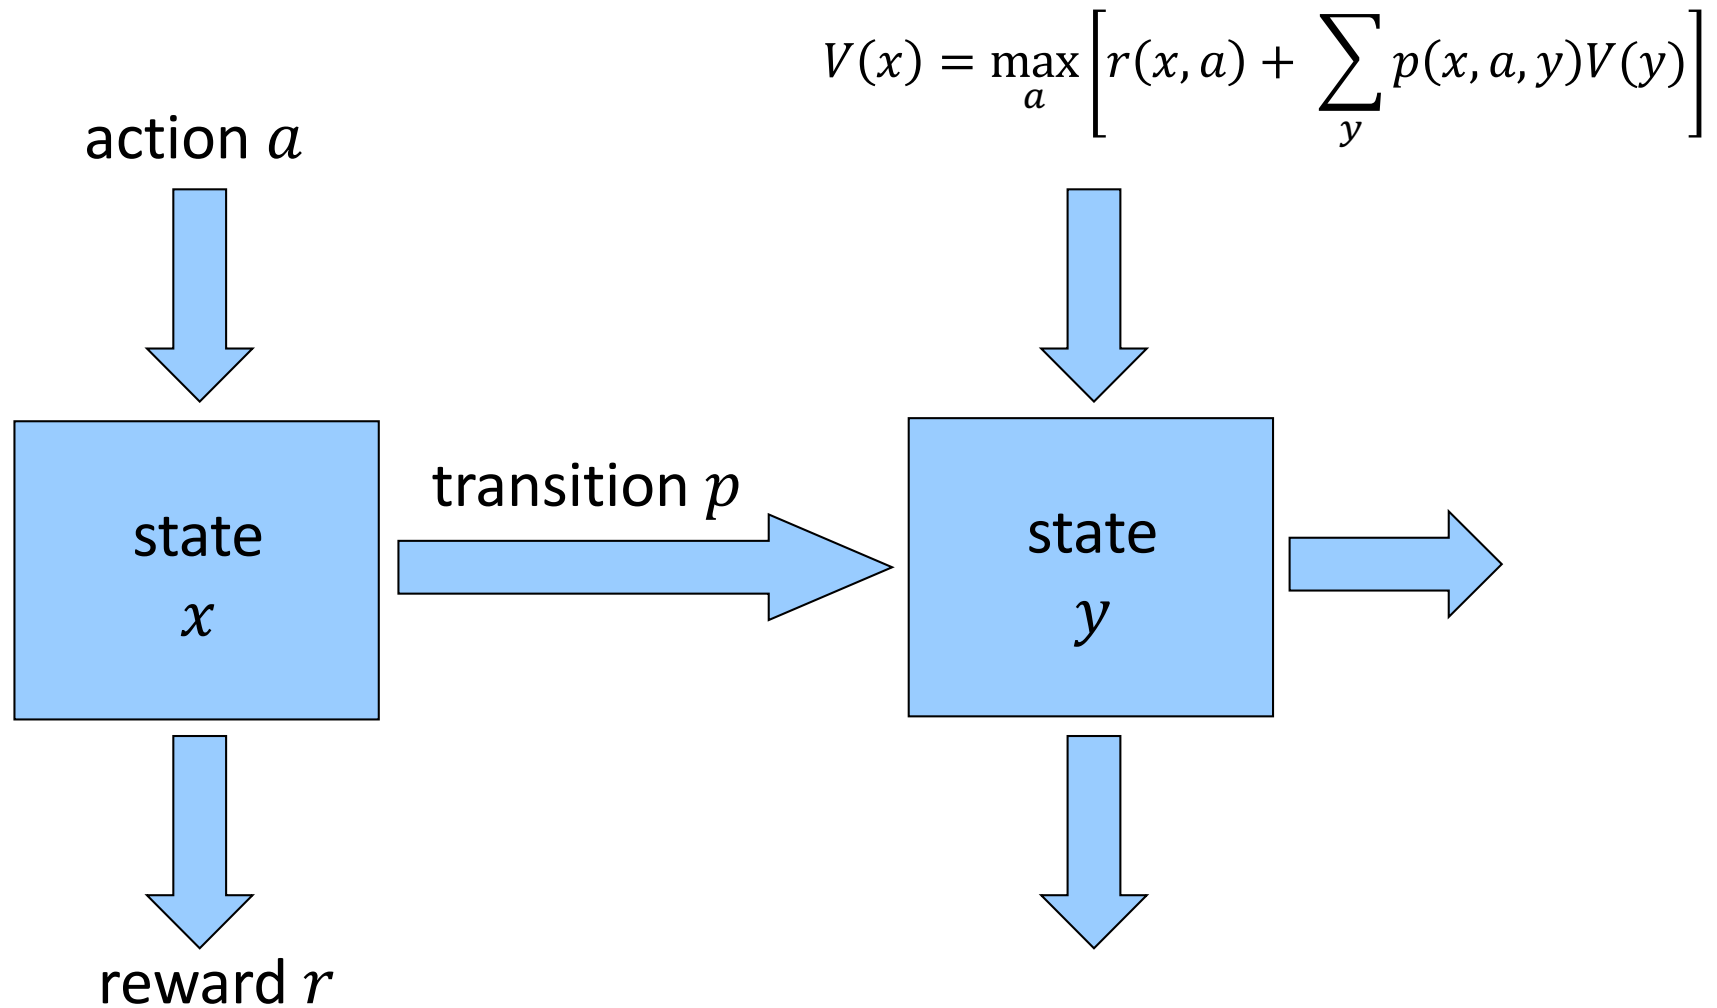 V(x) = max_a [r(x, a) + ∑_y p(x, a, y)V(y)]
action a
transition p
state
x
state
y
reward r